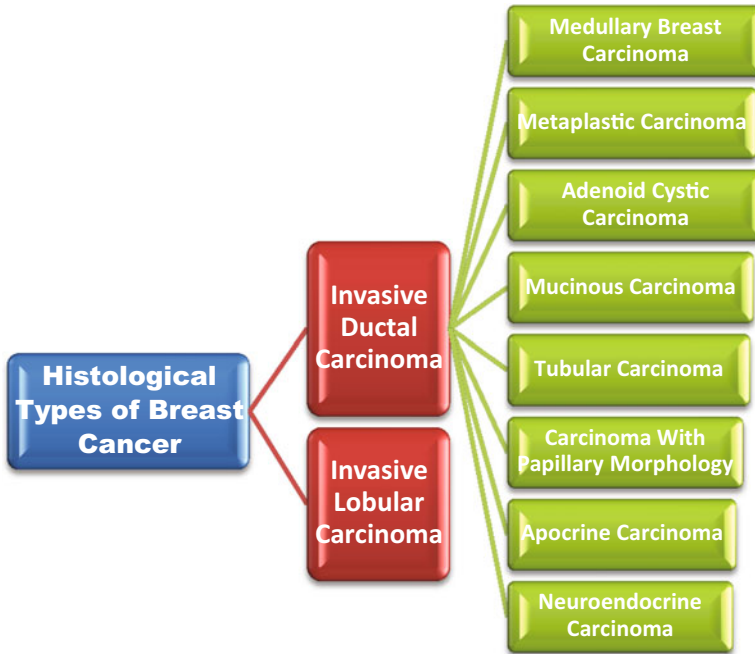 Histological
Types of Breast
Cancer
Invasive
Ductal
Carcinoma
Invasive
Lobular
Carcinoma
Medullary Breast
Carcinoma
Metaplastic Carcinoma
Adenoid Cystic
Carcinoma
Mucinous Carcinoma
Tubular Carcinoma
Carcinoma With
Papillary Morphology
Apocrine Carcinoma
Neuroendocrine
Carcinoma